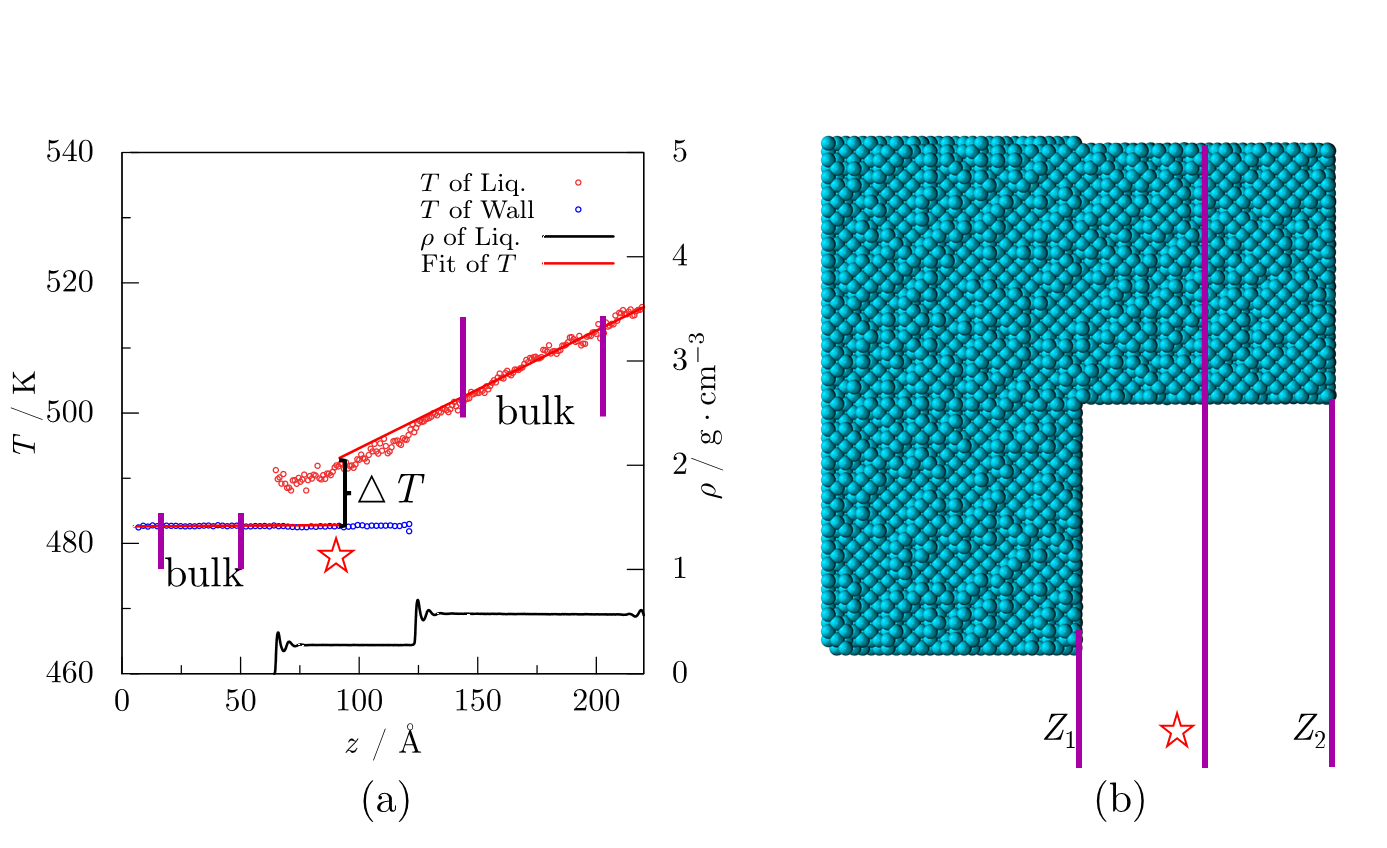 540
520
500
480
460
T / K
T of Liq.
T of Wall
ρ of Liq.
Fit of T
bulk
△ T
bulk
5
4
3
2
1
0
ρ / g · cm⁻³
0 50 100 150 200
z / Å
(a)
Z₁
Z₂
(b)